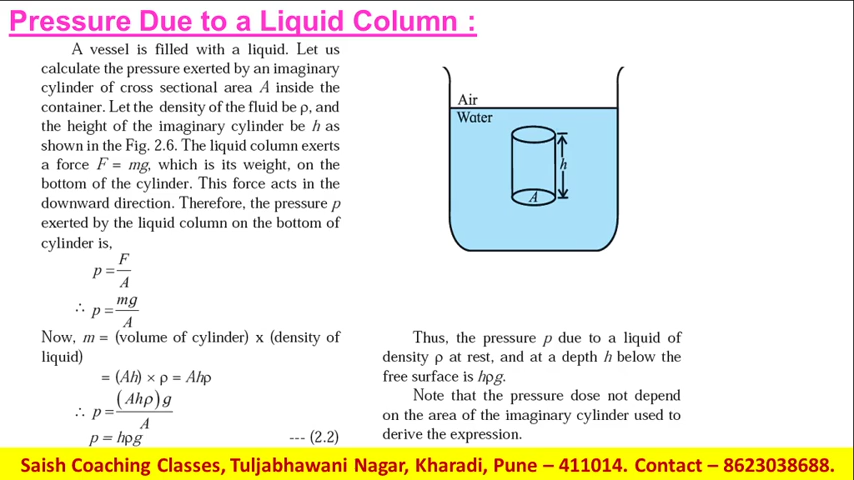 Pressure Due to a Liquid Column :
A vessel is filled with a liquid. Let us
calculate the pressure exerted by an imaginary
cylinder of cross sectional area A inside the
container. Let the density of the fluid be ρ, and
the height of the imaginary cylinder be h as
shown in the Fig. 2.6. The liquid column exerts
a force F = mg, which is its weight, on the
bottom of the cylinder. This force acts in the
downward direction. Therefore, the pressure p
exerted by the liquid column on the bottom of
cylinder is,
p = F/A
∴ p = mg/A
Now, m = (volume of cylinder) x (density of
liquid)
= (Ah) × ρ = Ahρ
∴ p = (Ahρ)g/A
p = hρg --- (2.2)
Air
Water
h
A
Thus, the pressure p due to a liquid of
density ρ at rest, and at a depth h below the
free surface is hρg.
Note that the pressure dose not depend
on the area of the imaginary cylinder used to
derive the expression.
Saish Coaching Classes, Tuljabhawani Nagar, Kharadi, Pune – 411014. Contact – 8623038688.